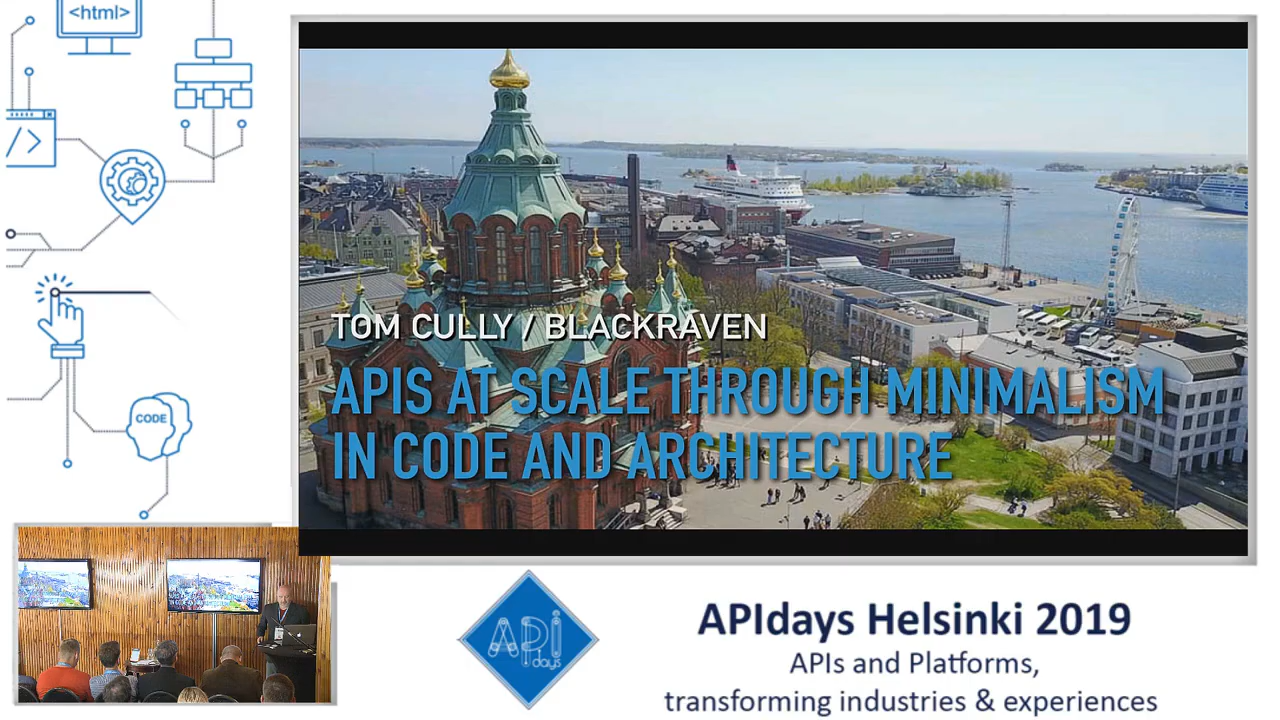 <html>
</>
CODE
TOM CULLY / BLACKRAVEN
APIS AT SCALE THROUGH MINIMALISM
IN CODE AND ARCHITECTURE
API
days
APIdays Helsinki 2019
APIs and Platforms,
transforming industries & experiences